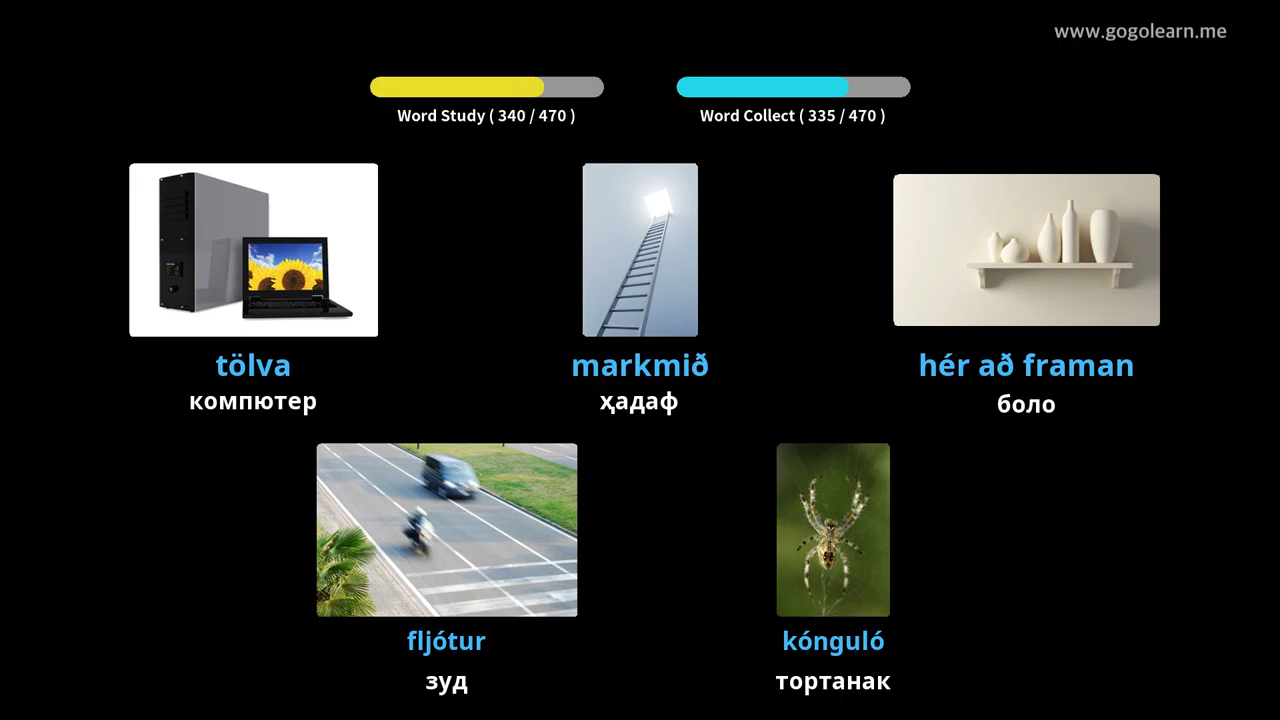 www.gogolearn.me
Word Study ( 340 / 470 )
Word Collect ( 335 / 470 )
tölva
компютер
markmið
ҳадаф
hér að framan
боло
fljótur
зуд
kónguló
тортанак